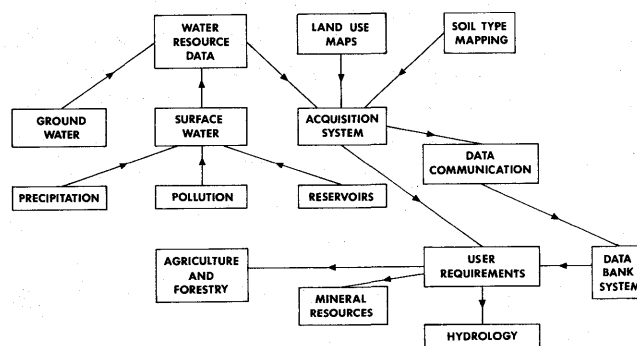 WATER
RESOURCE
DATA
LAND USE
MAPS
SOIL TYPE
MAPPING
GROUND
WATER
SURFACE
WATER
ACQUISITION
SYSTEM
DATA
COMMUNICATION
PRECIPITATION
POLLUTION
RESERVOIRS
AGRICULTURE
AND
FORESTRY
MINERAL
RESOURCES
USER
REQUIREMENTS
DATA
BANK
SYSTEM
HYDROLOGY